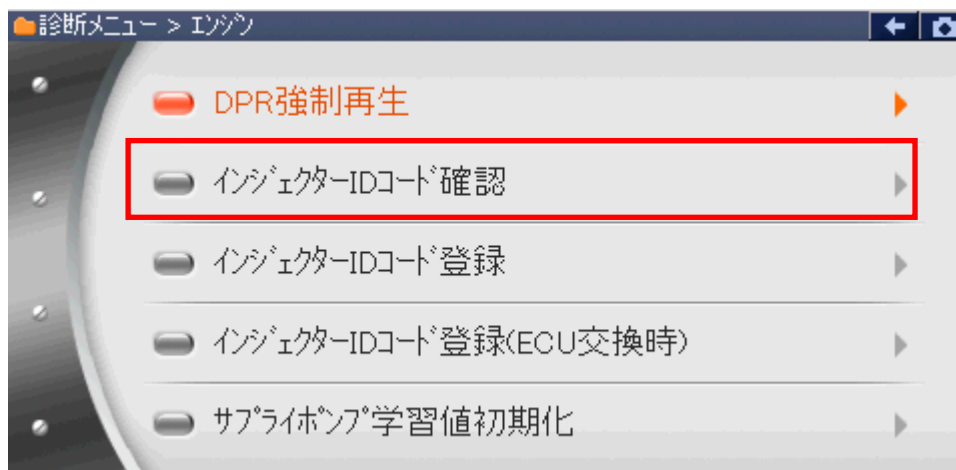 診断メニュー > エンジン
DPR強制再生
インジェクターIDコード確認
インジェクターIDコード登録
インジェクターIDコード登録(ECU交換時)
サプライポンプ学習値初期化